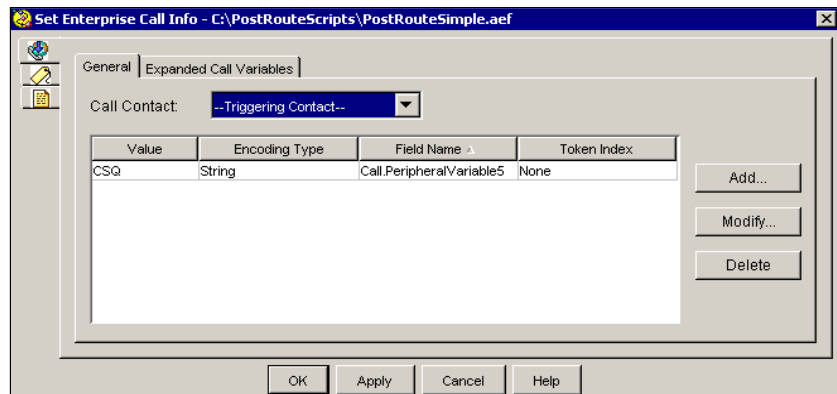 Set Enterprise Call Info - C:\PostRouteScripts\PostRouteSimple.aef
General Expanded Call Variables
Call Contact: --Triggering Contact--
Value Encoding Type Field Name Token Index
CSQ String Call.PeripheralVariable5 None
Add...
Modify...
Delete
OK Apply Cancel Help